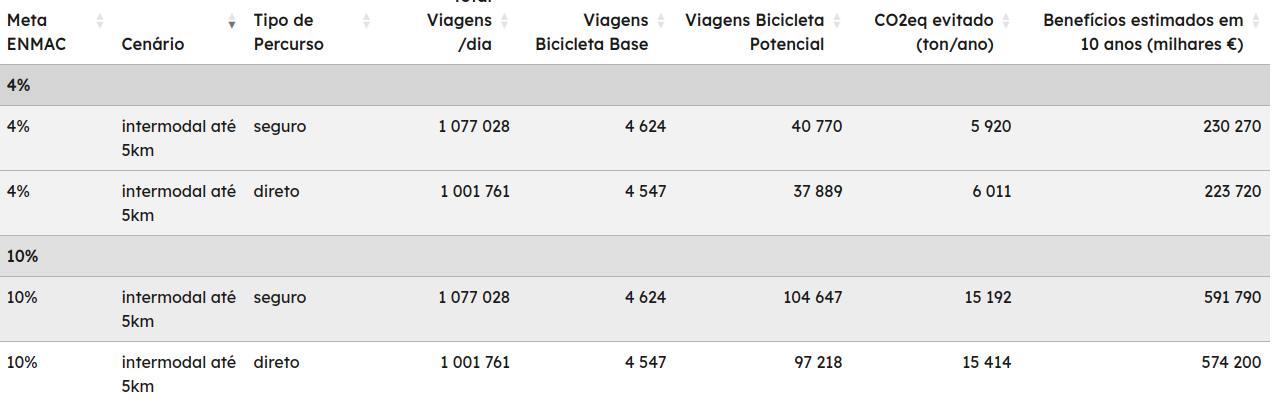 Meta ENMAC Cenário Tipo de Percurso Viagens /dia Viagens Bicicleta Base Viagens Bicicleta Potencial CO2eq evitado (ton/ano) Benefícios estimados em 10 anos (milhares €)
4%
4% intermodal até 5km seguro 1 077 028 4 624 40 770 5 920 230 270
4% intermodal até 5km direto 1 001 761 4 547 37 889 6 011 223 720
10%
10% intermodal até 5km seguro 1 077 028 4 624 104 647 15 192 591 790
10% intermodal até 5km direto 1 001 761 4 547 97 218 15 414 574 200